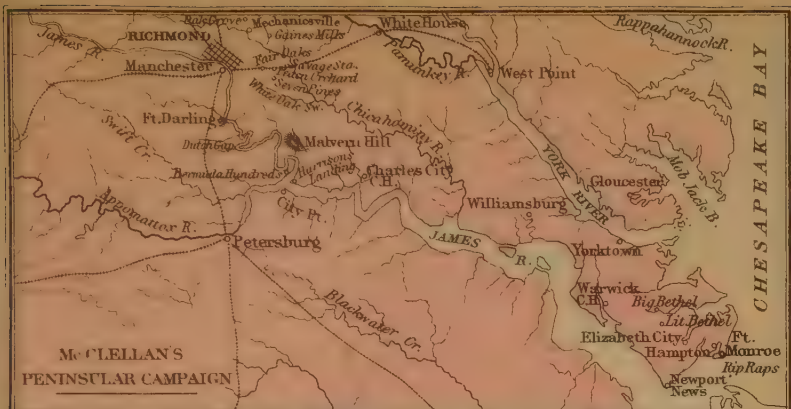 Mechanicsville
White House
Rappahannock R.
James R.
RICHMOND
Gaines Mills
Fair Oaks
Savage Sta.
Manchester
Orchard
Seven Pines
White Oak Sw.
Pamunkey R.
West Point
CHESAPEAKE BAY
Ft. Darling
Chicahominy R.
Swift Cr.
Dutch Gap
Malvern Hill
Mob Jack B.
YORK RIVER
Gloucester
Bermuda Hundreds
Harrisons Landing
Charles City C.H.
Appomattox R.
City Pt.
Williamsburg
Petersburg
JAMES R.
Yorktown
Warwick C.H.
Big Bethel
Blackwater Cr.
Lit. Bethel
Elizabeth City
Ft. Monroe
Hampton
Rip Raps
Newport News
McCLELLAN'S
PENINSULAR CAMPAIGN